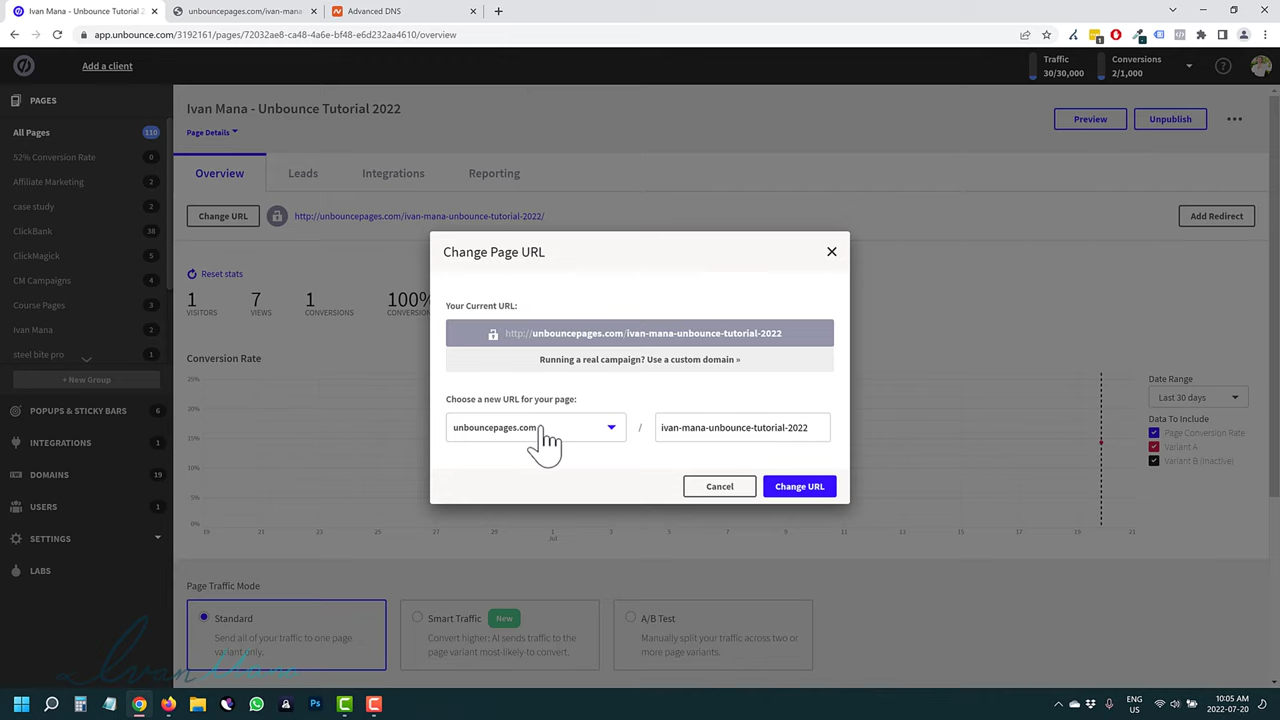 Ivan Mana - Unbounce Tutorial 2
unbouncepages.com/ivan-mana
Advanced DNS
app.unbounce.com/3192161/pages/72032ae8-ca48-4a6e-bf48-e6d232aa4610/overview
Add a client
Traffic
30/30,000
Conversions
2/1,000
PAGES
All Pages 110
52% Conversion Rate 0
Affiliate Marketing 2
case study 2
ClickBank 38
ClickMagick 5
CM Campaigns 4
Course Pages 3
Ivan Mana 2
steel bite pro 1
+ New Group
POPUPS & STICKY BARS 6
INTEGRATIONS
DOMAINS 19
USERS 1
SETTINGS
LABS
Ivan Mana - Unbounce Tutorial 2022
Page Details
Preview
Unpublish
Overview
Leads
Integrations
Reporting
Change URL
http://unbouncepages.com/ivan-mana-unbounce-tutorial-2022/
Add Redirect
Reset stats
1 7 1 100%
VISITORS VIEWS CONVERSIONS
Conversion Rate
25%
20%
15%
10%
5%
0%
19 21 23 25 27 29 1 3 5 7 9 11 13 15 17 19 21
Jul
Date Range
Last 30 days
Data To Include
Page Conversion Rate
Variant A
Variant B (Inactive)
Change Page URL
Your Current URL:
http://unbouncepages.com/ivan-mana-unbounce-tutorial-2022
Running a real campaign? Use a custom domain »
Choose a new URL for your page:
unbouncepages.com / ivan-mana-unbounce-tutorial-2022
Cancel
Change URL
Page Traffic Mode
Standard
Send all of your traffic to one page
variant only.
Smart Traffic New
Convert higher: AI sends traffic to the
page variant most-likely to convert.
A/B Test
Manually split your traffic across two or
more page variants.
Ivan Mana
ENG
US
10:05 AM
2022-07-20